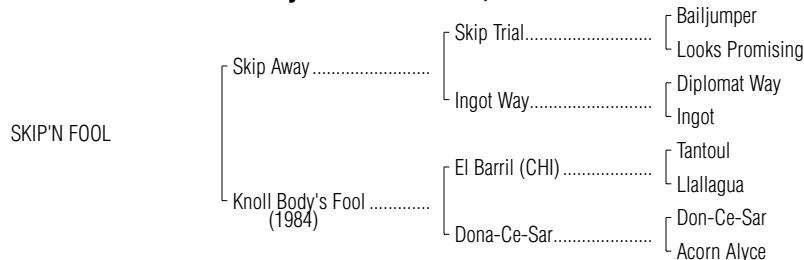 Bailjumper
Skip Trial..........................
Looks Promising
Skip Away ........................
Diplomat Way
Ingot Way..........................
Ingot
SKIP'N FOOL
Tantoul
El Barril (CHI) ..................
Llallagua
Knoll Body's Fool .............
(1984)
Don-Ce-Sar
Dona-Ce-Sar....................
Acorn Alyce